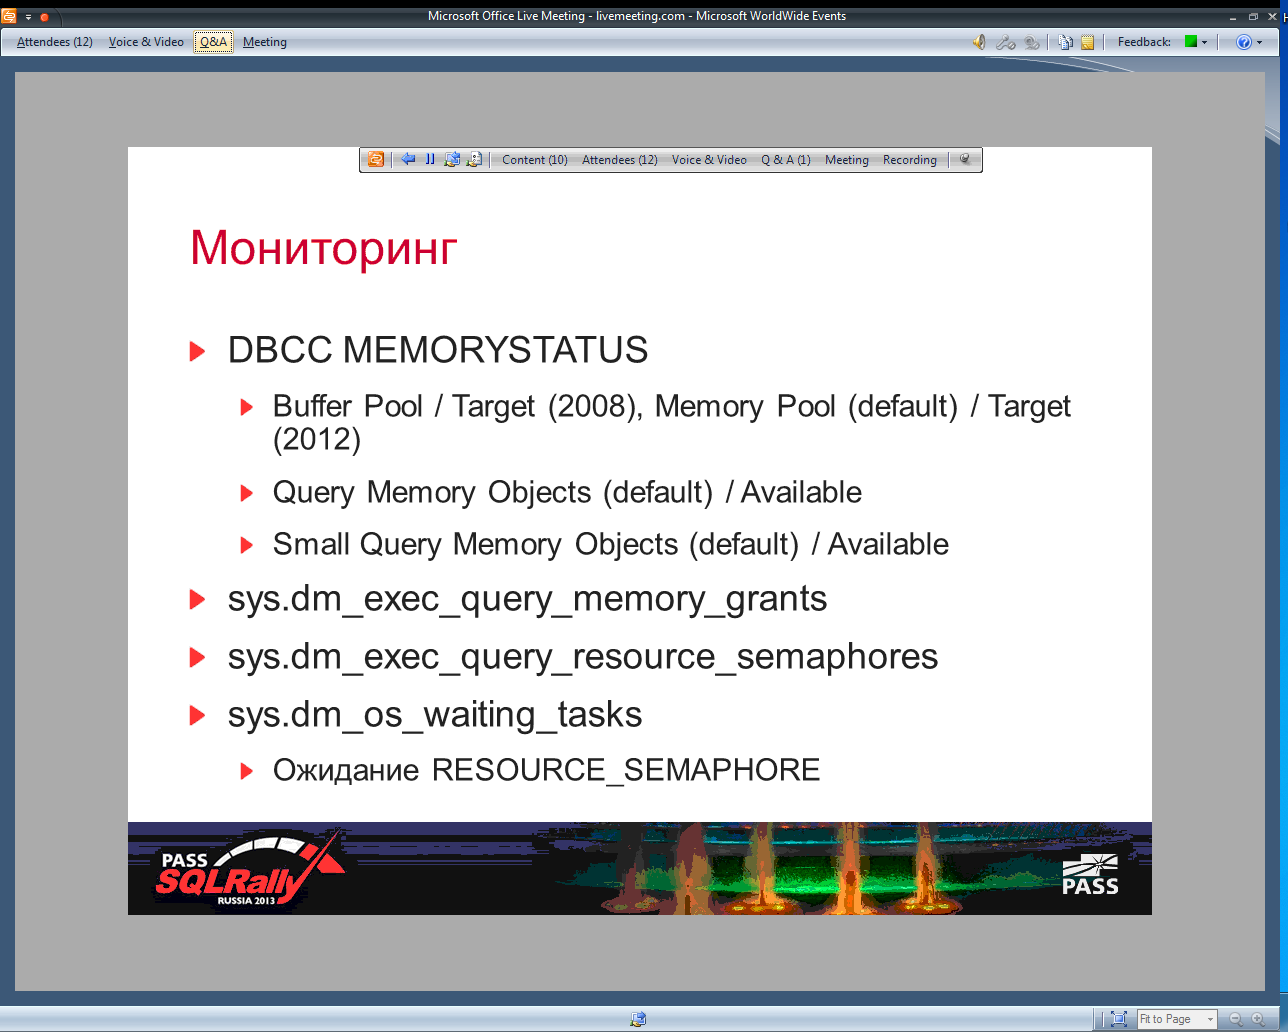 Microsoft Office Live Meeting - livemeeting.com - Microsoft WorldWide Events
Attendees (12) Voice & Video Q&A Meeting Feedback:
Content (10) Attendees (12) Voice & Video Q & A (1) Meeting Recording
Мониторинг
DBCC MEMORYSTATUS
Buffer Pool / Target (2008), Memory Pool (default) / Target
(2012)
Query Memory Objects (default) / Available
Small Query Memory Objects (default) / Available
sys.dm_exec_query_memory_grants
sys.dm_exec_query_resource_semaphores
sys.dm_os_waiting_tasks
Ожидание RESOURCE_SEMAPHORE
PASS
SQLRally
RUSSIA 2013
PASS
Fit to Page